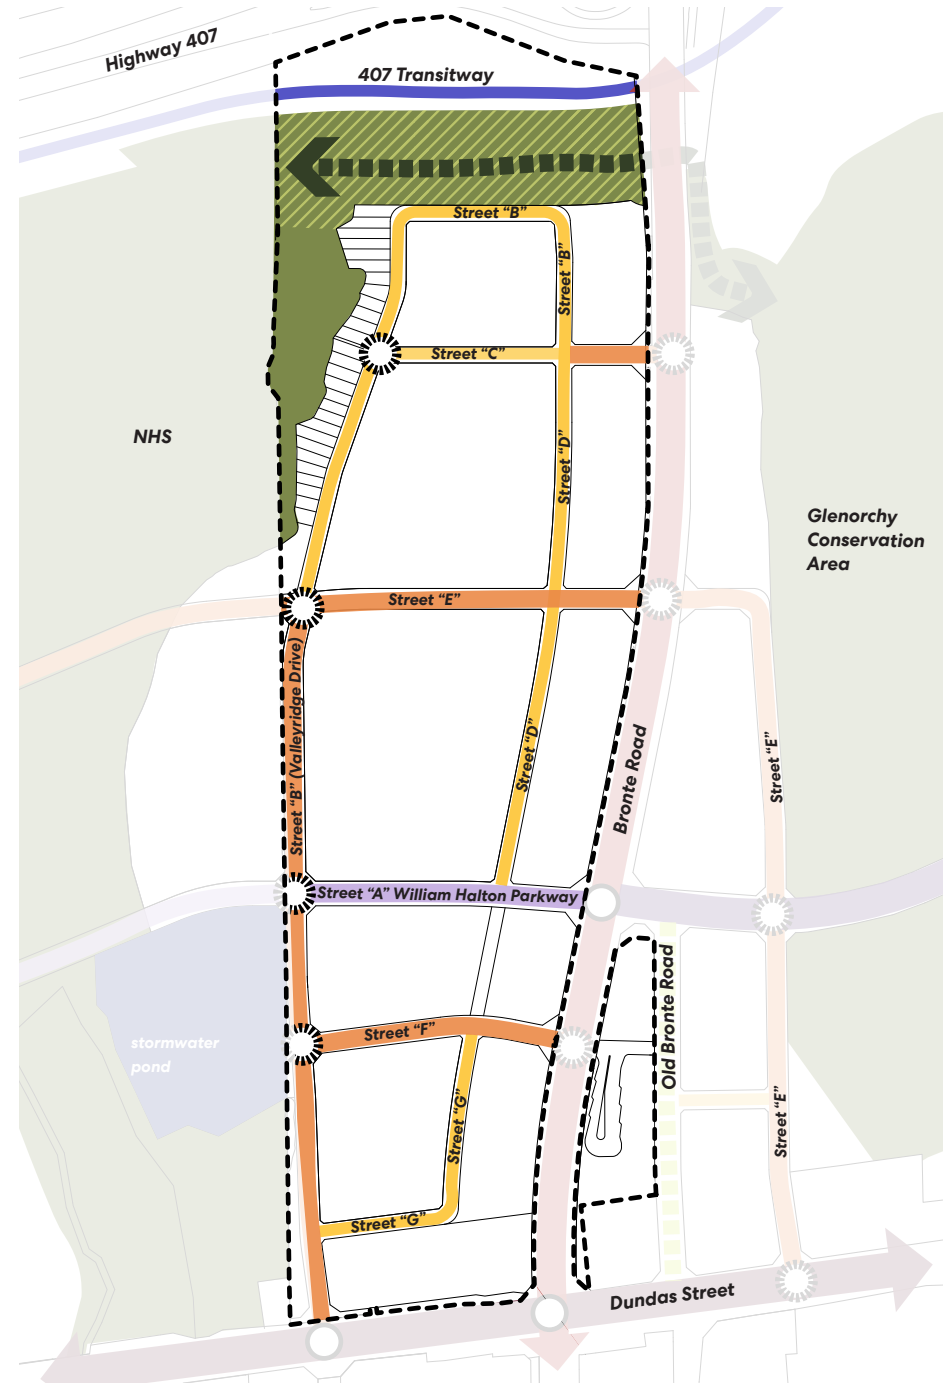 Highway 407
407 Transitway
Street “B”
Street “B”
Street “C”
NHS
Street “D”
Glenorchy
Conservation
Area
Street “E”
Street “B” (Valleyridge Drive)
Street “D”
Bronte Road
Street “E”
Street “A” William Halton Parkway
Old Bronte Road
stormwater
pond
Street “F”
Street “G”
Street “E”
Street “G”
Dundas Street